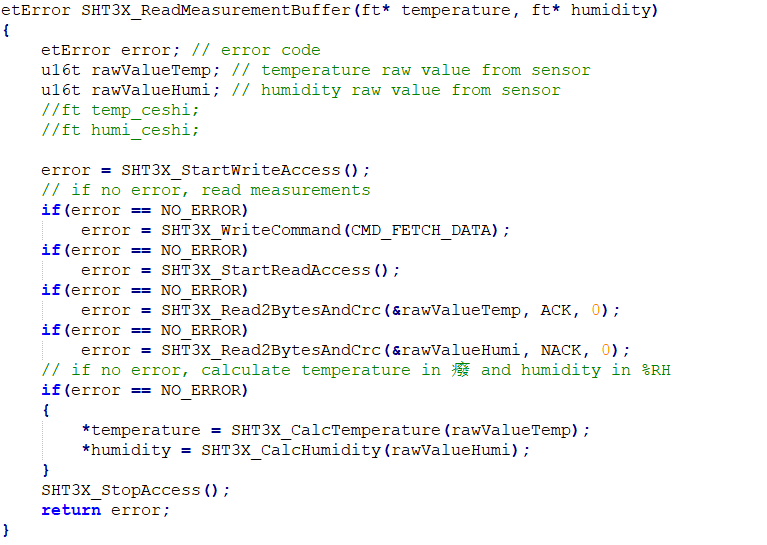 etError SHT3X_ReadMeasurementBuffer(ft* temperature, ft* humidity)
{
    etError error; // error code
    u16t rawValueTemp; // temperature raw value from sensor
    u16t rawValueHumi; // humidity raw value from sensor
    //ft temp_ceshi;
    //ft humi_ceshi;

    error = SHT3X_StartWriteAccess();
    // if no error, read measurements
    if(error == NO_ERROR)
        error = SHT3X_WriteCommand(CMD_FETCH_DATA);
    if(error == NO_ERROR)
        error = SHT3X_StartReadAccess();
    if(error == NO_ERROR)
        error = SHT3X_Read2BytesAndCrc(&rawValueTemp, ACK, 0);
    if(error == NO_ERROR)
        error = SHT3X_Read2BytesAndCrc(&rawValueHumi, NACK, 0);
    // if no error, calculate temperature in 癈 and humidity in %RH
    if(error == NO_ERROR)
    {
        *temperature = SHT3X_CalcTemperature(rawValueTemp);
        *humidity = SHT3X_CalcHumidity(rawValueHumi);
    }
    SHT3X_StopAccess();
    return error;
}